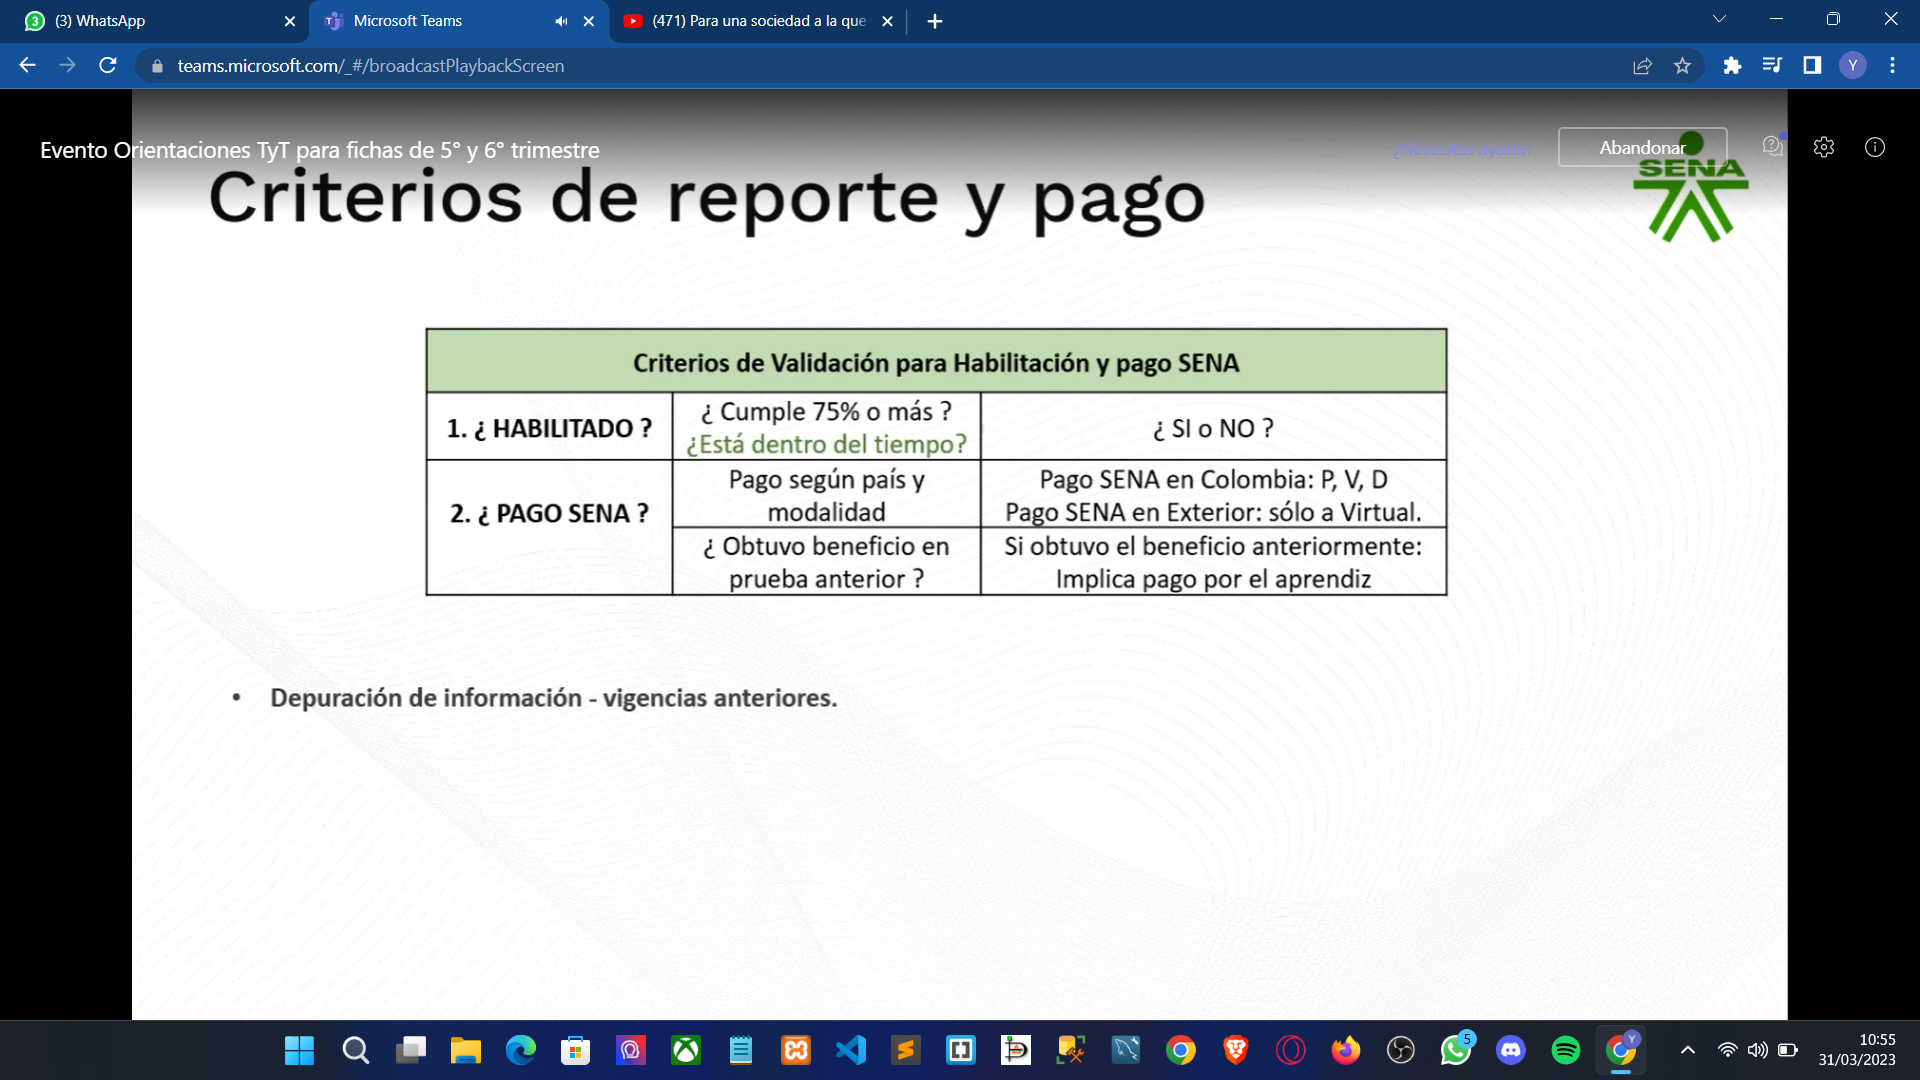 (3) WhatsApp
Microsoft Teams
(471) Para una sociedad a la que
teams.microsoft.com/_#/broadcastPlaybackScreen
Y
Evento Orientaciones TyT para fichas de 5° y 6° trimestre
¿Necesitas ayuda?
Abandonar
SENA
Criterios de reporte y pago
Criterios de Validación para Habilitación y pago SENA
1. ¿ HABILITADO ?
¿ Cumple 75% o más ?
¿Está dentro del tiempo?
¿ SI o NO ?
2. ¿ PAGO SENA ?
Pago según país y
modalidad
Pago SENA en Colombia: P, V, D
Pago SENA en Exterior: sólo a Virtual.
¿ Obtuvo beneficio en
prueba anterior ?
Si obtuvo el beneficio anteriormente:
Implica pago por el aprendiz
• Depuración de información - vigencias anteriores.
5
Y
10:55
31/03/2023